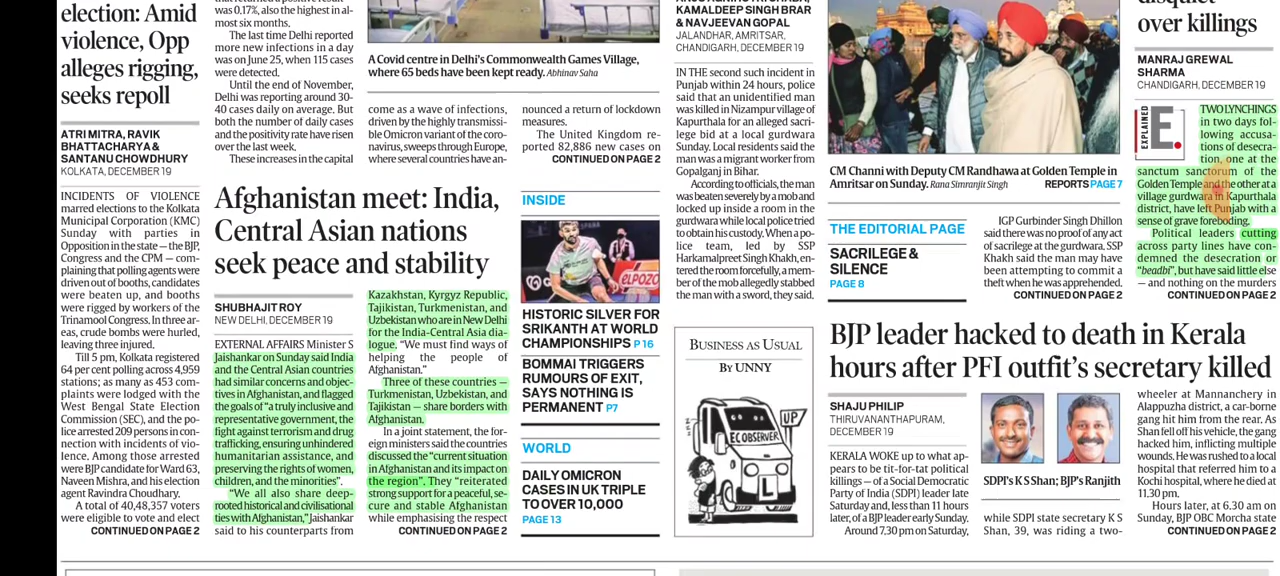 election: Amid
violence, Opp
alleges rigging,
seeks repoll
ATRI MITRA, RAVIK
BHATTACHARYA &
SANTANU CHOWDHURY
KOLKATA, DECEMBER 19
INCIDENTS OF VIOLENCE
marred elections to the Kolkata
Municipal Corporation (KMC)
Sunday with parties in
Opposition in the state — the BJP,
Congress and the CPM — com-
plaining that polling agents were
driven out of booths, candidates
were beaten up, and booths
were rigged by workers of the
Trinamool Congress. In three ar-
eas, crude bombs were hurled,
leaving three injured.
Till 5 pm, Kolkata registered
64 per cent polling across 4,959
stations; as many as 453 com-
plaints were lodged with the
West Bengal State Election
Commission (SEC), and the po-
lice arrested 209 persons in con-
nection with incidents of vio-
lence. Among those arrested
were BJP candidate for Ward 63,
Naveen Mishra, and his election
agent Ravindra Choudhary.
A total of 40,48,357 voters
were eligible to vote and elect
CONTINUED ON PAGE 2
was 0.17%, also the highest in al-
most six months.
The last time Delhi reported
more new infections in a day
was on June 25, when 115 cases
were detected.
Until the end of November,
Delhi was reporting around 30-
40 cases daily on average. But
both the number of daily cases
and the positivity rate have risen
over the last week.
These increases in the capital
A Covid centre in Delhi's Commonwealth Games Village,
where 65 beds have been kept ready. Abhinav Saha
come as a wave of infections,
driven by the highly transmissi-
ble Omicron variant of the coro-
navirus, sweeps through Europe,
where several countries have an-
nounced a return of lockdown
measures.
The United Kingdom re-
ported 82,886 new cases on
CONTINUED ON PAGE 2
Afghanistan meet: India,
Central Asian nations
seek peace and stability
SHUBHAJIT ROY
NEW DELHI, DECEMBER 19
EXTERNAL AFFAIRS Minister S
Jaishankar on Sunday said India
and the Central Asian countries
had similar concerns and objec-
tives in Afghanistan, and flagged
the goals of "a truly inclusive and
representative government, the
fight against terrorism and drug
trafficking, ensuring unhindered
humanitarian assistance, and
preserving the rights of women,
children, and the minorities".
"We all also share deep-
rooted historical and civilisational
ties with Afghanistan," Jaishankar
said to his counterparts from
Kazakhstan, Kyrgyz Republic,
Tajikistan, Turkmenistan, and
Uzbekistan who are in New Delhi
for the India-Central Asia dia-
logue. "We must find ways of
helping the people of
Afghanistan."
Three of these countries —
Turkmenistan, Uzbekistan, and
Tajikistan — share borders with
Afghanistan.
In a joint statement, the for-
eign ministers said the countries
discussed the "current situation
in Afghanistan and its impact on
the region". They "reiterated
strong support for a peaceful, se-
cure and stable Afghanistan
while emphasising the respect
CONTINUED ON PAGE 2
INSIDE
ELPOZO
HISTORIC SILVER FOR
SRIKANTH AT WORLD
CHAMPIONSHIPS P 16
BOMMAI TRIGGERS
RUMOURS OF EXIT,
SAYS NOTHING IS
PERMANENT P7
WORLD
DAILY OMICRON
CASES IN UK TRIPLE
TO OVER 10,000
PAGE 13
KAMALDEEP SINGH BRAR
& NAVJEEVAN GOPAL
JALANDHAR, AMRITSAR,
CHANDIGARH, DECEMBER 19
IN THE second such incident in
Punjab within 24 hours, police
said that an unidentified man
was killed in Nizampur village of
Kapurthala for an alleged sacri-
lege bid at a local gurdwara
Sunday. Local residents said the
man was a migrant worker from
Gopalganj in Bihar.
According to officials, the man
was beaten severely by a mob and
locked up inside a room in the
gurdwara while local police tried
to obtain his custody. When a po-
lice team, led by SSP
Harkamalpreet Singh Khakh, en-
tered the room forcefully, a mem-
ber of the mob allegedly stabbed
the man with a sword, they said.
CM Channi with Deputy CM Randhawa at Golden Temple in
Amritsar on Sunday. Rana Simranjit Singh REPORTS PAGE 7
THE EDITORIAL PAGE
SACRILEGE &
SILENCE
PAGE 8
IGP Gurbinder Singh Dhillon
said there was no proof of any act
of sacrilege at the gurdwara. SSP
Khakh said the man may have
been attempting to commit a
theft when he was apprehended.
CONTINUED ON PAGE 2
disquiet
over killings
MANRAJ GREWAL
SHARMA
CHANDIGARH, DECEMBER 19
EXPLAINED
E.
TWO LYNCHINGS
in two days fol-
lowing accusa-
tions of desecra-
tion, one at the
sanctum sanctorum of the
Golden Temple and the other at a
village gurdwara in Kapurthala
district, have left Punjab with a
sense of grave foreboding.
Political leaders cutting
across party lines have con-
demned the desecration or
"beadbi", but have said little else
— and nothing on the murders
CONTINUED ON PAGE 2
BUSINESS AS USUAL
BY UNNY
UP
EC OBSERVER
L
BJP leader hacked to death in Kerala
hours after PFI outfit's secretary killed
SHAJU PHILIP
THIRUVANANTHAPURAM,
DECEMBER 19
KERALA WOKE up to what ap-
pears to be tit-for-tat political
killings — of a Social Democratic
Party of India (SDPI) leader late
Saturday and, less than 11 hours
later, of a BJP leader early Sunday.
Around 7.30 pm on Saturday,
SDPI's K S Shan; BJP's Ranjith
while SDPI state secretary K S
Shan, 39, was riding a two-
wheeler at Mannanchery in
Alappuzha district, a car-borne
gang hit him from the rear. As
Shan fell off his vehicle, the gang
hacked him, inflicting multiple
wounds. He was rushed to a local
hospital that referred him to a
Kochi hospital, where he died at
11.30 pm.
Hours later, at 6.30 am on
Sunday, BJP OBC Morcha state
CONTINUED ON PAGE 2